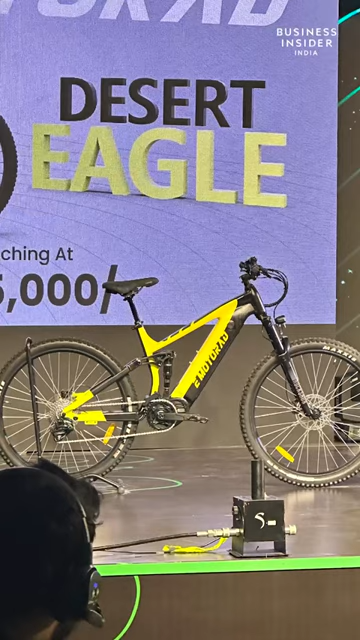 BUSINESS
INSIDER
INDIA
DESERT
EAGLE
ching At
5,000/
EMOTORAD